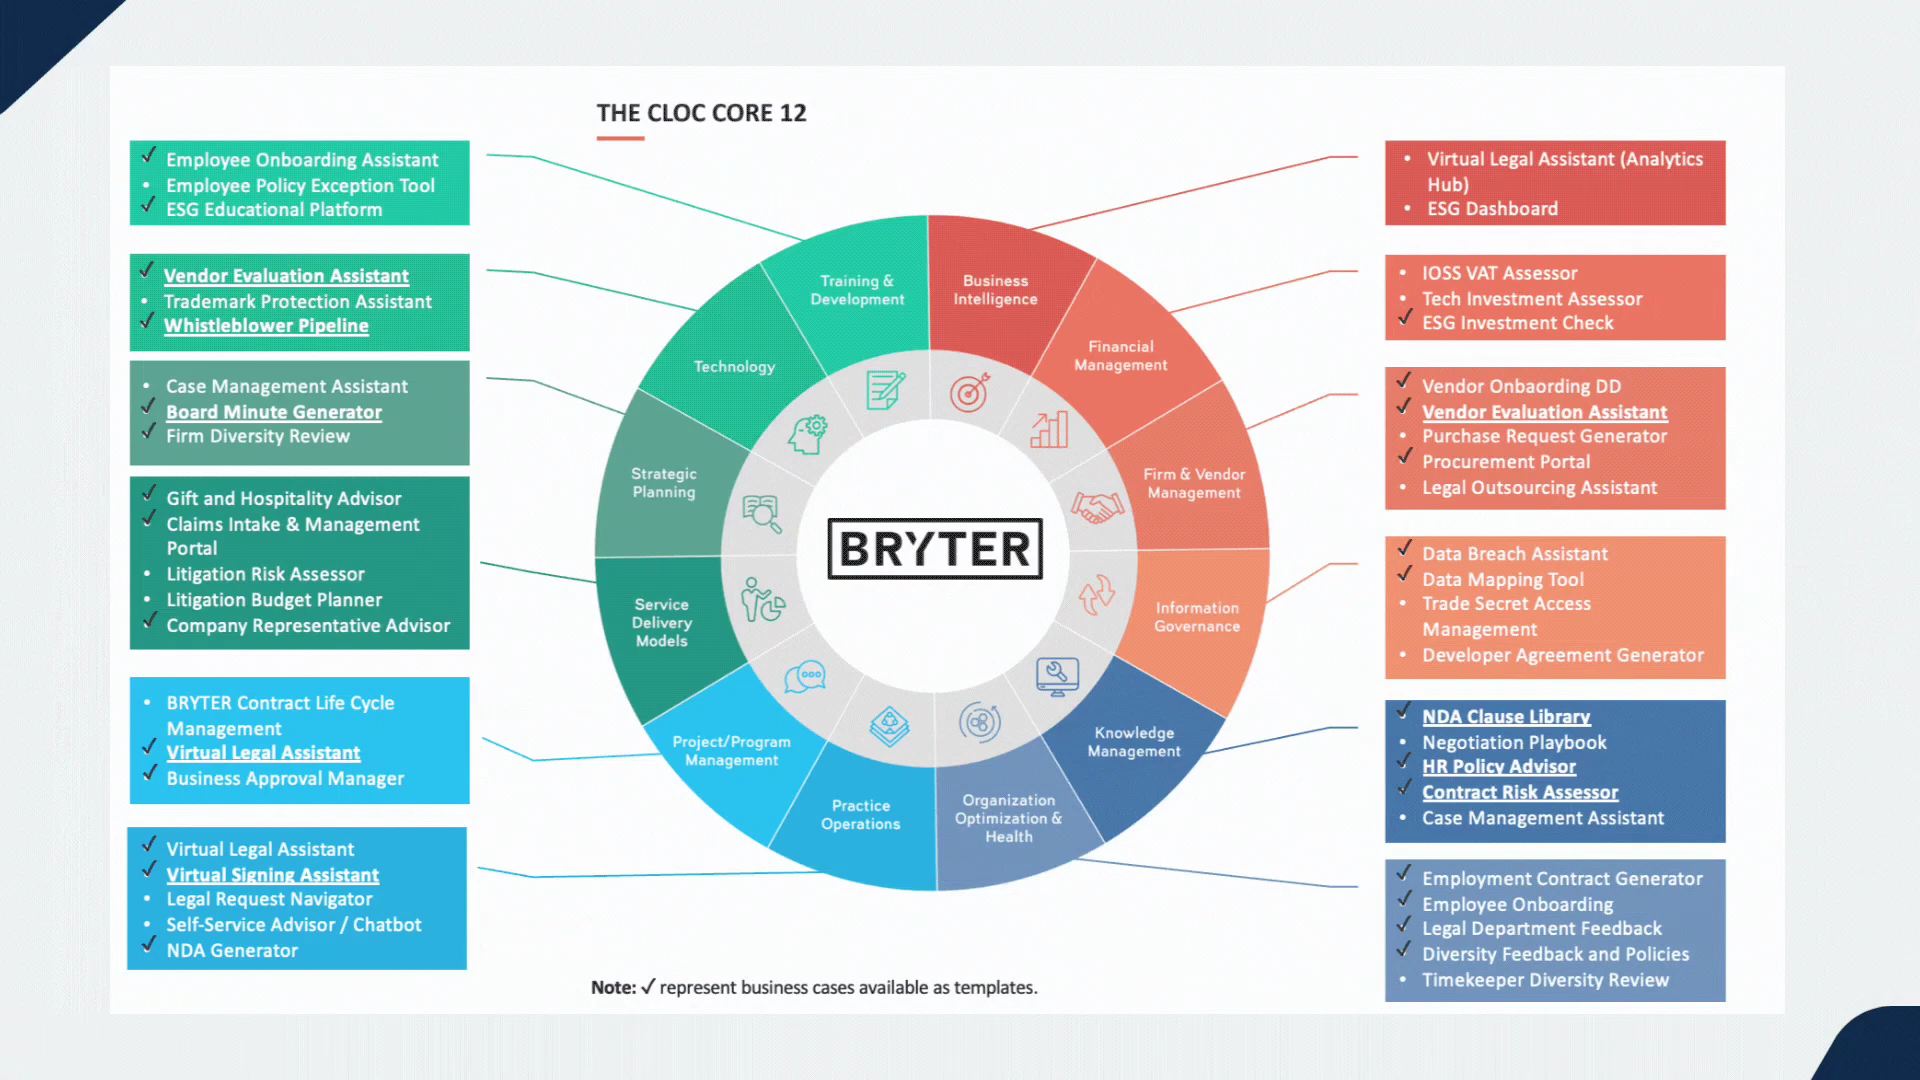 THE CLOC CORE 12
✓ Employee Onboarding Assistant
• Employee Policy Exception Tool
✓ ESG Educational Platform
✓ Vendor Evaluation Assistant
• Trademark Protection Assistant
✓ Whistleblower Pipeline
• Case Management Assistant
✓ Board Minute Generator
✓ Firm Diversity Review
✓ Gift and Hospitality Advisor
✓ Claims Intake & Management
Portal
• Litigation Risk Assessor
• Litigation Budget Planner
✓ Company Representative Advisor
• BRYTER Contract Life Cycle
Management
✓ Virtual Legal Assistant
✓ Business Approval Manager
✓ Virtual Legal Assistant
✓ Virtual Signing Assistant
• Legal Request Navigator
• Self-Service Advisor / Chatbot
✓ NDA Generator
Training &
Development
Business
Intelligence
Technology
Financial
Management
Strategic
Planning
Firm & Vendor
Management
BRYTER
Service
Delivery
Models
Information
Governance
Project/Program
Management
Knowledge
Management
Practice
Operations
Organization
Optimization &
Health
• Virtual Legal Assistant (Analytics
Hub)
• ESG Dashboard
• IOSS VAT Assessor
• Tech Investment Assessor
✓ ESG Investment Check
✓ Vendor Onbaording DD
✓ Vendor Evaluation Assistant
• Purchase Request Generator
✓ Procurement Portal
• Legal Outsourcing Assistant
✓ Data Breach Assistant
✓ Data Mapping Tool
• Trade Secret Access
Management
• Developer Agreement Generator
✓ NDA Clause Library
• Negotiation Playbook
✓ HR Policy Advisor
✓ Contract Risk Assessor
• Case Management Assistant
✓ Employment Contract Generator
✓ Employee Onboarding
✓ Legal Department Feedback
✓ Diversity Feedback and Policies
• Timekeeper Diversity Review
Note: ✓ represent business cases available as templates.